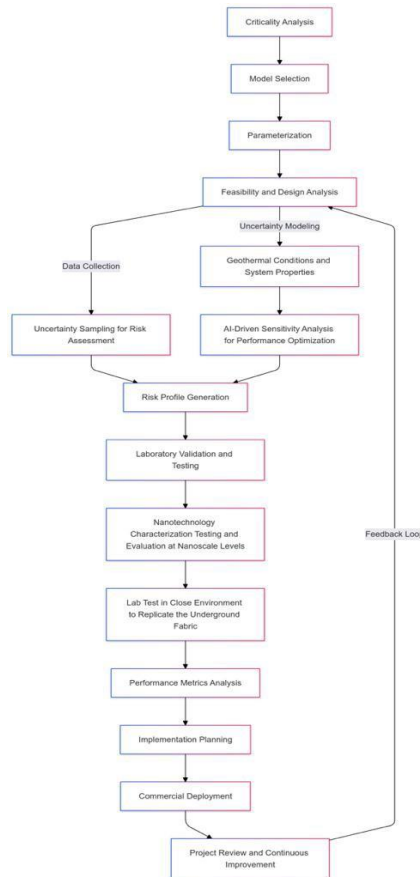 Criticality Analysis
Model Selection
Parameterization
Feasibility and Design Analysis
Uncertainty Modeling
Data Collection
Geothermal Conditions and
System Properties
Uncertainty Sampling for Risk
Assessment
AI-Driven Sensitivity Analysis
for Performance Optimization
Risk Profile Generation
Laboratory Validation and
Testing
Nanotechnology
Characterization Testing and
Evaluation at Nanoscale Levels
Feedback Loop
Lab Test in Close Environment
to Replicate the Underground
Fabric
Performance Metrics Analysis
Implementation Planning
Commercial Deployment
Project Review and Continuous
Improvement